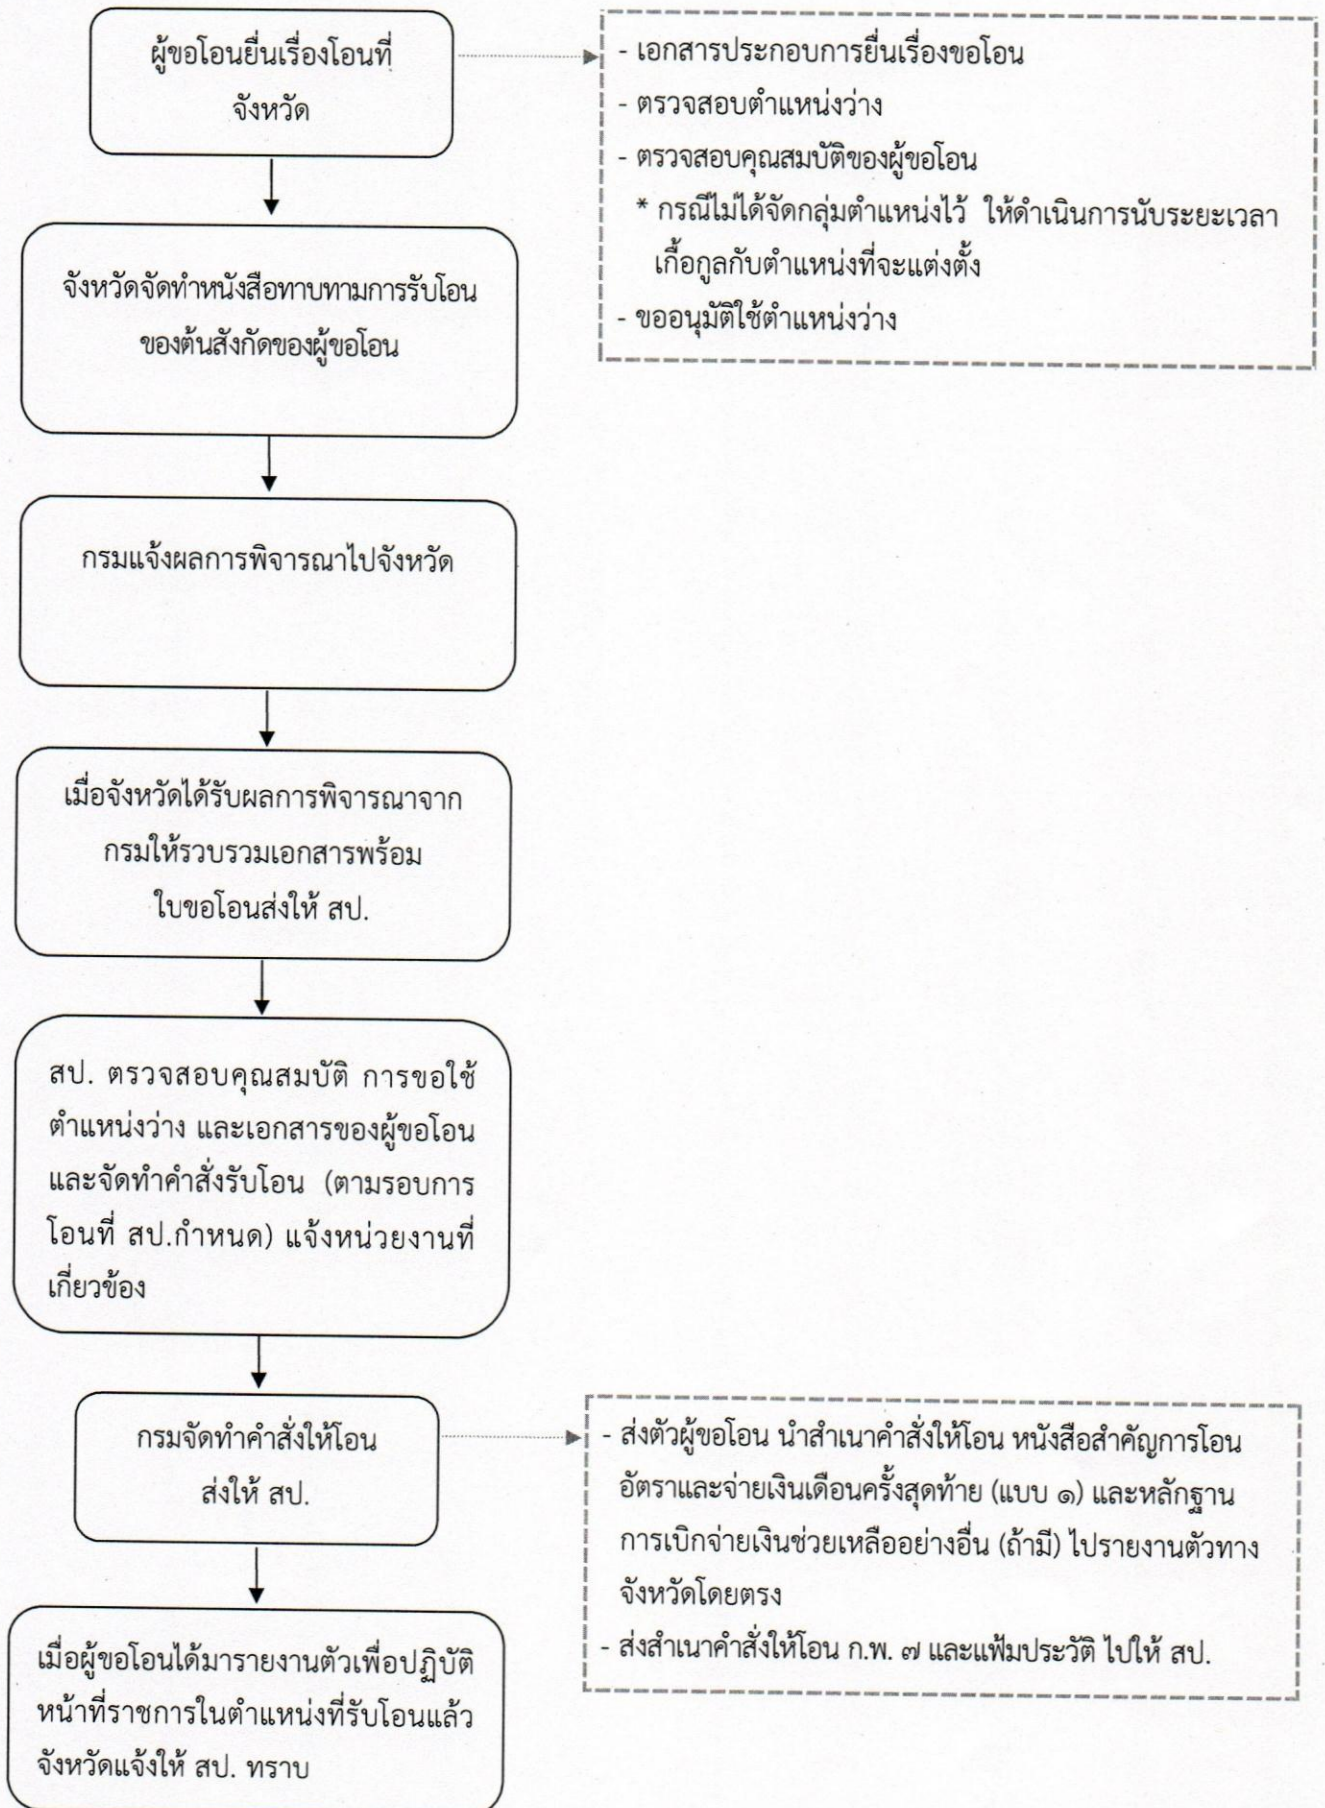 ผู้ขอโอนยื่นเรื่องโอนที่
จังหวัด
- เอกสารประกอบการยื่นเรื่องขอโอน
- ตรวจสอบตำแหน่งว่าง
- ตรวจสอบคุณสมบัติของผู้ขอโอน
* กรณีไม่ได้จัดกลุ่มตำแหน่งไว้ ให้ดำเนินการนับระยะเวลา
เกื้อกูลกับตำแหน่งที่จะแต่งตั้ง
- ขออนุมัติใช้ตำแหน่งว่าง
จังหวัดจัดทำหนังสือทาบทามการรับโอน
ของต้นสังกัดของผู้ขอโอน
กรมแจ้งผลการพิจารณาไปจังหวัด
เมื่อจังหวัดได้รับผลการพิจารณาจาก
กรมให้รวบรวมเอกสารพร้อม
ใบขอโอนส่งให้ สป.
สป. ตรวจสอบคุณสมบัติ การขอใช้
ตำแหน่งว่าง และเอกสารของผู้ขอโอน
และจัดทำคำสั่งรับโอน (ตามรอบการ
โอนที่ สป.กำหนด) แจ้งหน่วยงานที่
เกี่ยวข้อง
กรมจัดทำคำสั่งให้โอน
ส่งให้ สป.
- ส่งตัวผู้ขอโอน นำสำเนาคำสั่งให้โอน หนังสือสำคัญการโอน
อัตราและจ่ายเงินเดือนครั้งสุดท้าย (แบบ ๑) และหลักฐาน
การเบิกจ่ายเงินช่วยเหลืออย่างอื่น (ถ้ามี) ไปรายงานตัวทาง
จังหวัดโดยตรง
- ส่งสำเนาคำสั่งให้โอน ก.พ. ๗ และแฟ้มประวัติ ไปให้ สป.
เมื่อผู้ขอโอนได้มารายงานตัวเพื่อปฏิบัติ
หน้าที่ราชการในตำแหน่งที่รับโอนแล้ว
จังหวัดแจ้งให้ สป. ทราบ